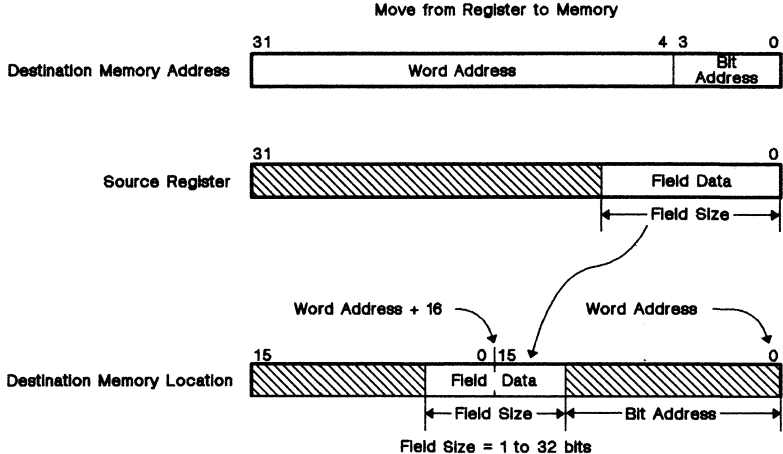 Move from Register to Memory
31 4 3 0
Destination Memory Address Word Address Bit Address
31 0
Source Register Field Data
Field Size
Word Address + 16 Word Address
15 0 15 0
Destination Memory Location Field Data
Field Size Bit Address
Field Size = 1 to 32 bits